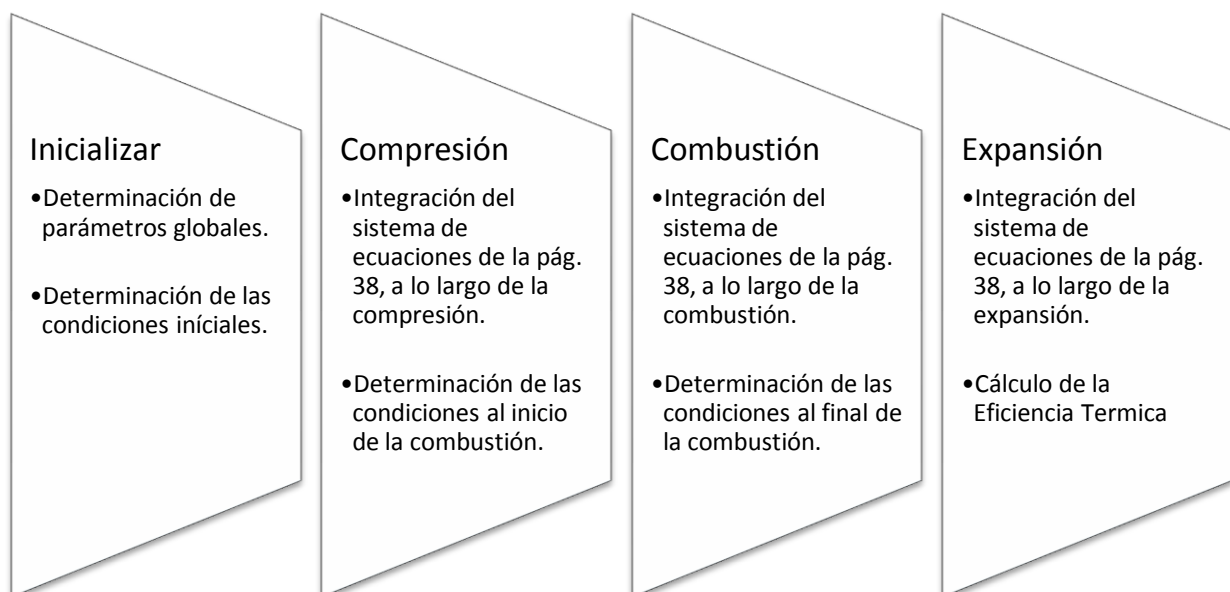 Inicializar
•Determinación de
parámetros globales.
•Determinación de las
condiciones iníciales.
Compresión
•Integración del
sistema de
ecuaciones de la pág.
38, a lo largo de la
compresión.
•Determinación de las
condiciones al inicio
de la combustión.
Combustión
•Integración del
sistema de
ecuaciones de la pág.
38, a lo largo de la
combustión.
•Determinación de las
condiciones al final de
la combustión.
Expansión
•Integración del
sistema de
ecuaciones de la pág.
38, a lo largo de la
expansión.
•Cálculo de la
Eficiencia Termica